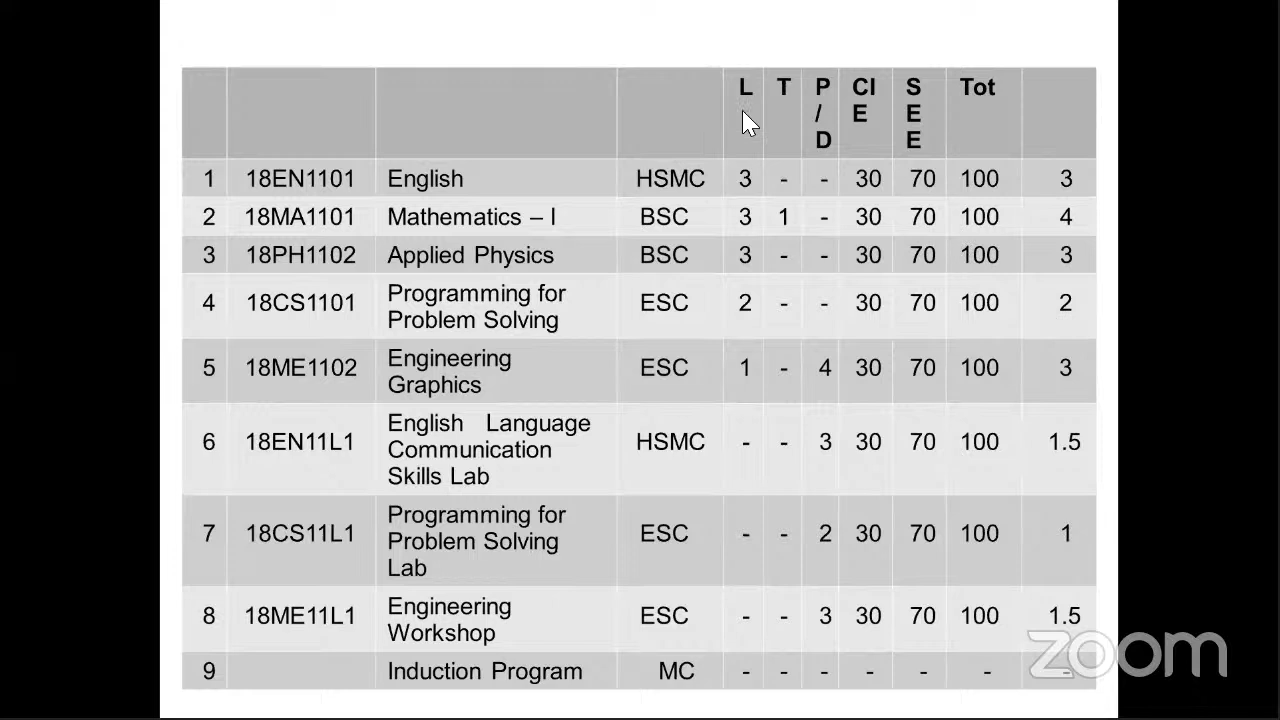 L T P/D CIE SEE Tot
1 18EN1101 English HSMC 3 - - 30 70 100 3
2 18MA1101 Mathematics – I BSC 3 1 - 30 70 100 4
3 18PH1102 Applied Physics BSC 3 - - 30 70 100 3
4 18CS1101 Programming for Problem Solving ESC 2 - - 30 70 100 2
5 18ME1102 Engineering Graphics ESC 1 - 4 30 70 100 3
6 18EN11L1 English Language Communication Skills Lab HSMC - - 3 30 70 100 1.5
7 18CS11L1 Programming for Problem Solving Lab ESC - - 2 30 70 100 1
8 18ME11L1 Engineering Workshop ESC - - 3 30 70 100 1.5
9 Induction Program MC - - - - - - -
zoom